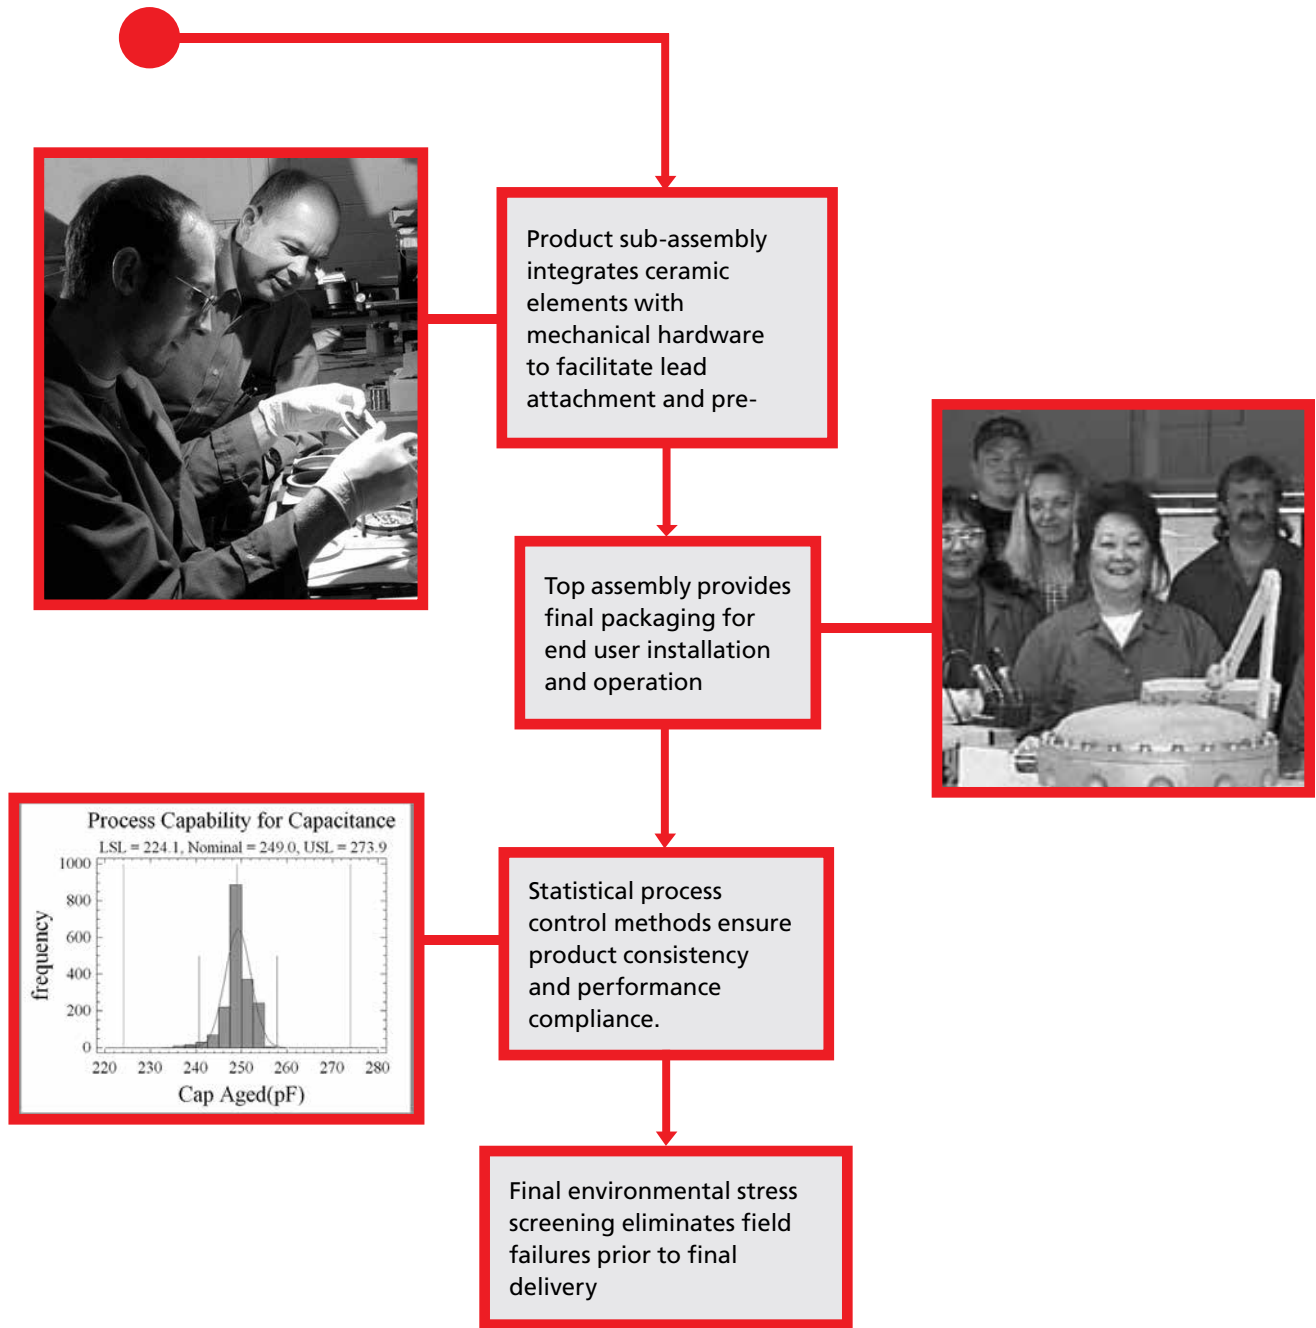 Product sub-assembly
integrates ceramic
elements with
mechanical hardware
to facilitate lead
attachment and pre-
Top assembly provides
final packaging for
end user installation
and operation
Process Capability for Capacitance
LSL = 224.1, Nominal = 249.0, USL = 273.9
1000
800
600
400
200
0
frequency
220 230 240 250 260 270 280
Cap Aged(pF)
Statistical process
control methods ensure
product consistency
and performance
compliance.
Final environmental stress
screening eliminates field
failures prior to final
delivery